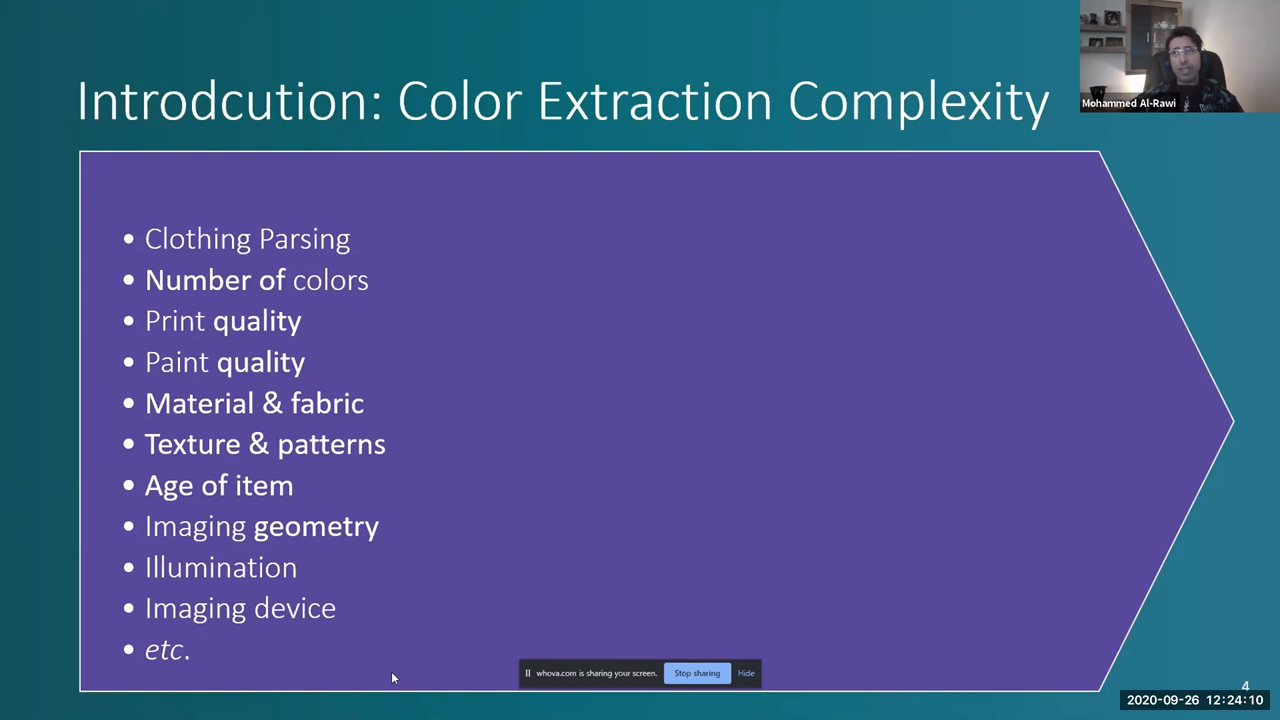 Introdcution: Color Extraction Complexity
Mohammed Al-Rawi
• Clothing Parsing
• Number of colors
• Print quality
• Paint quality
• Material & fabric
• Texture & patterns
• Age of item
• Imaging geometry
• Illumination
• Imaging device
• etc.
whova.com is sharing your screen. Stop sharing Hide
4
2020-09-26 12:24:10